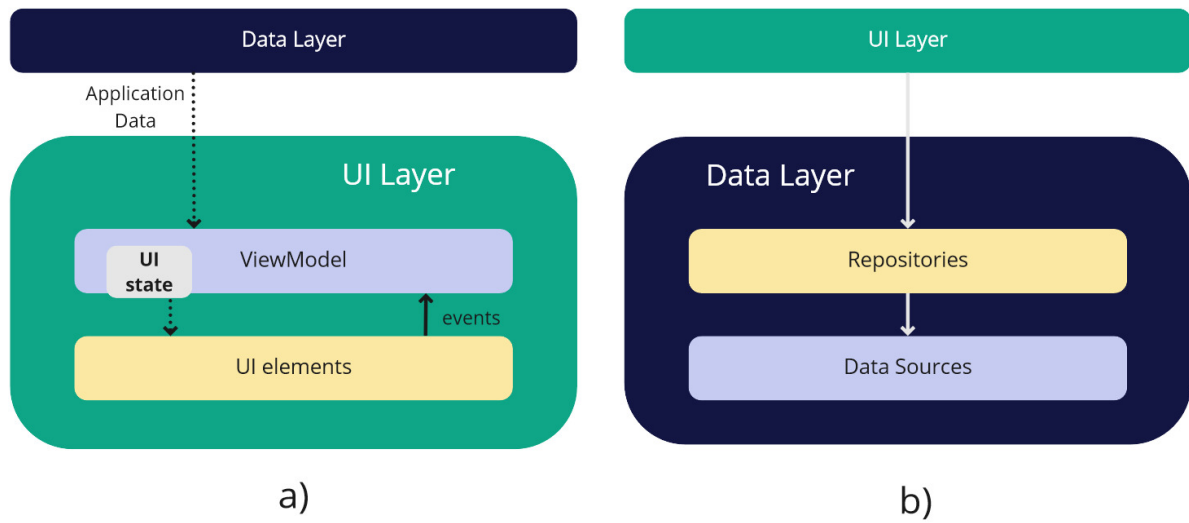 Data Layer
Application
Data
UI Layer
ViewModel
UI
state
events
UI elements
a)
UI Layer
Data Layer
Repositories
Data Sources
b)